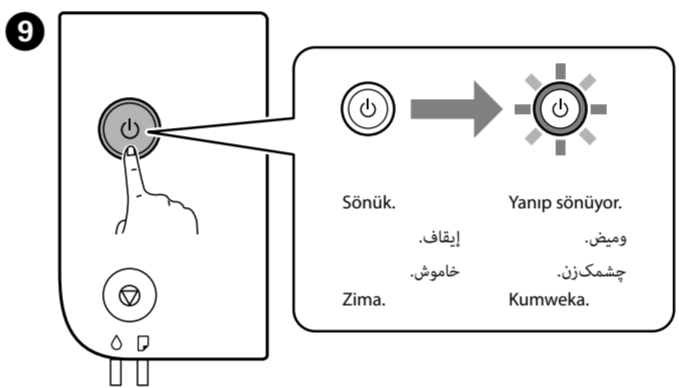 9
Sönük.
إيقاف.
خاموش.
Zima.
Yanıp sönüyor.
وميض.
چشمک‌زن.
Kumweka.